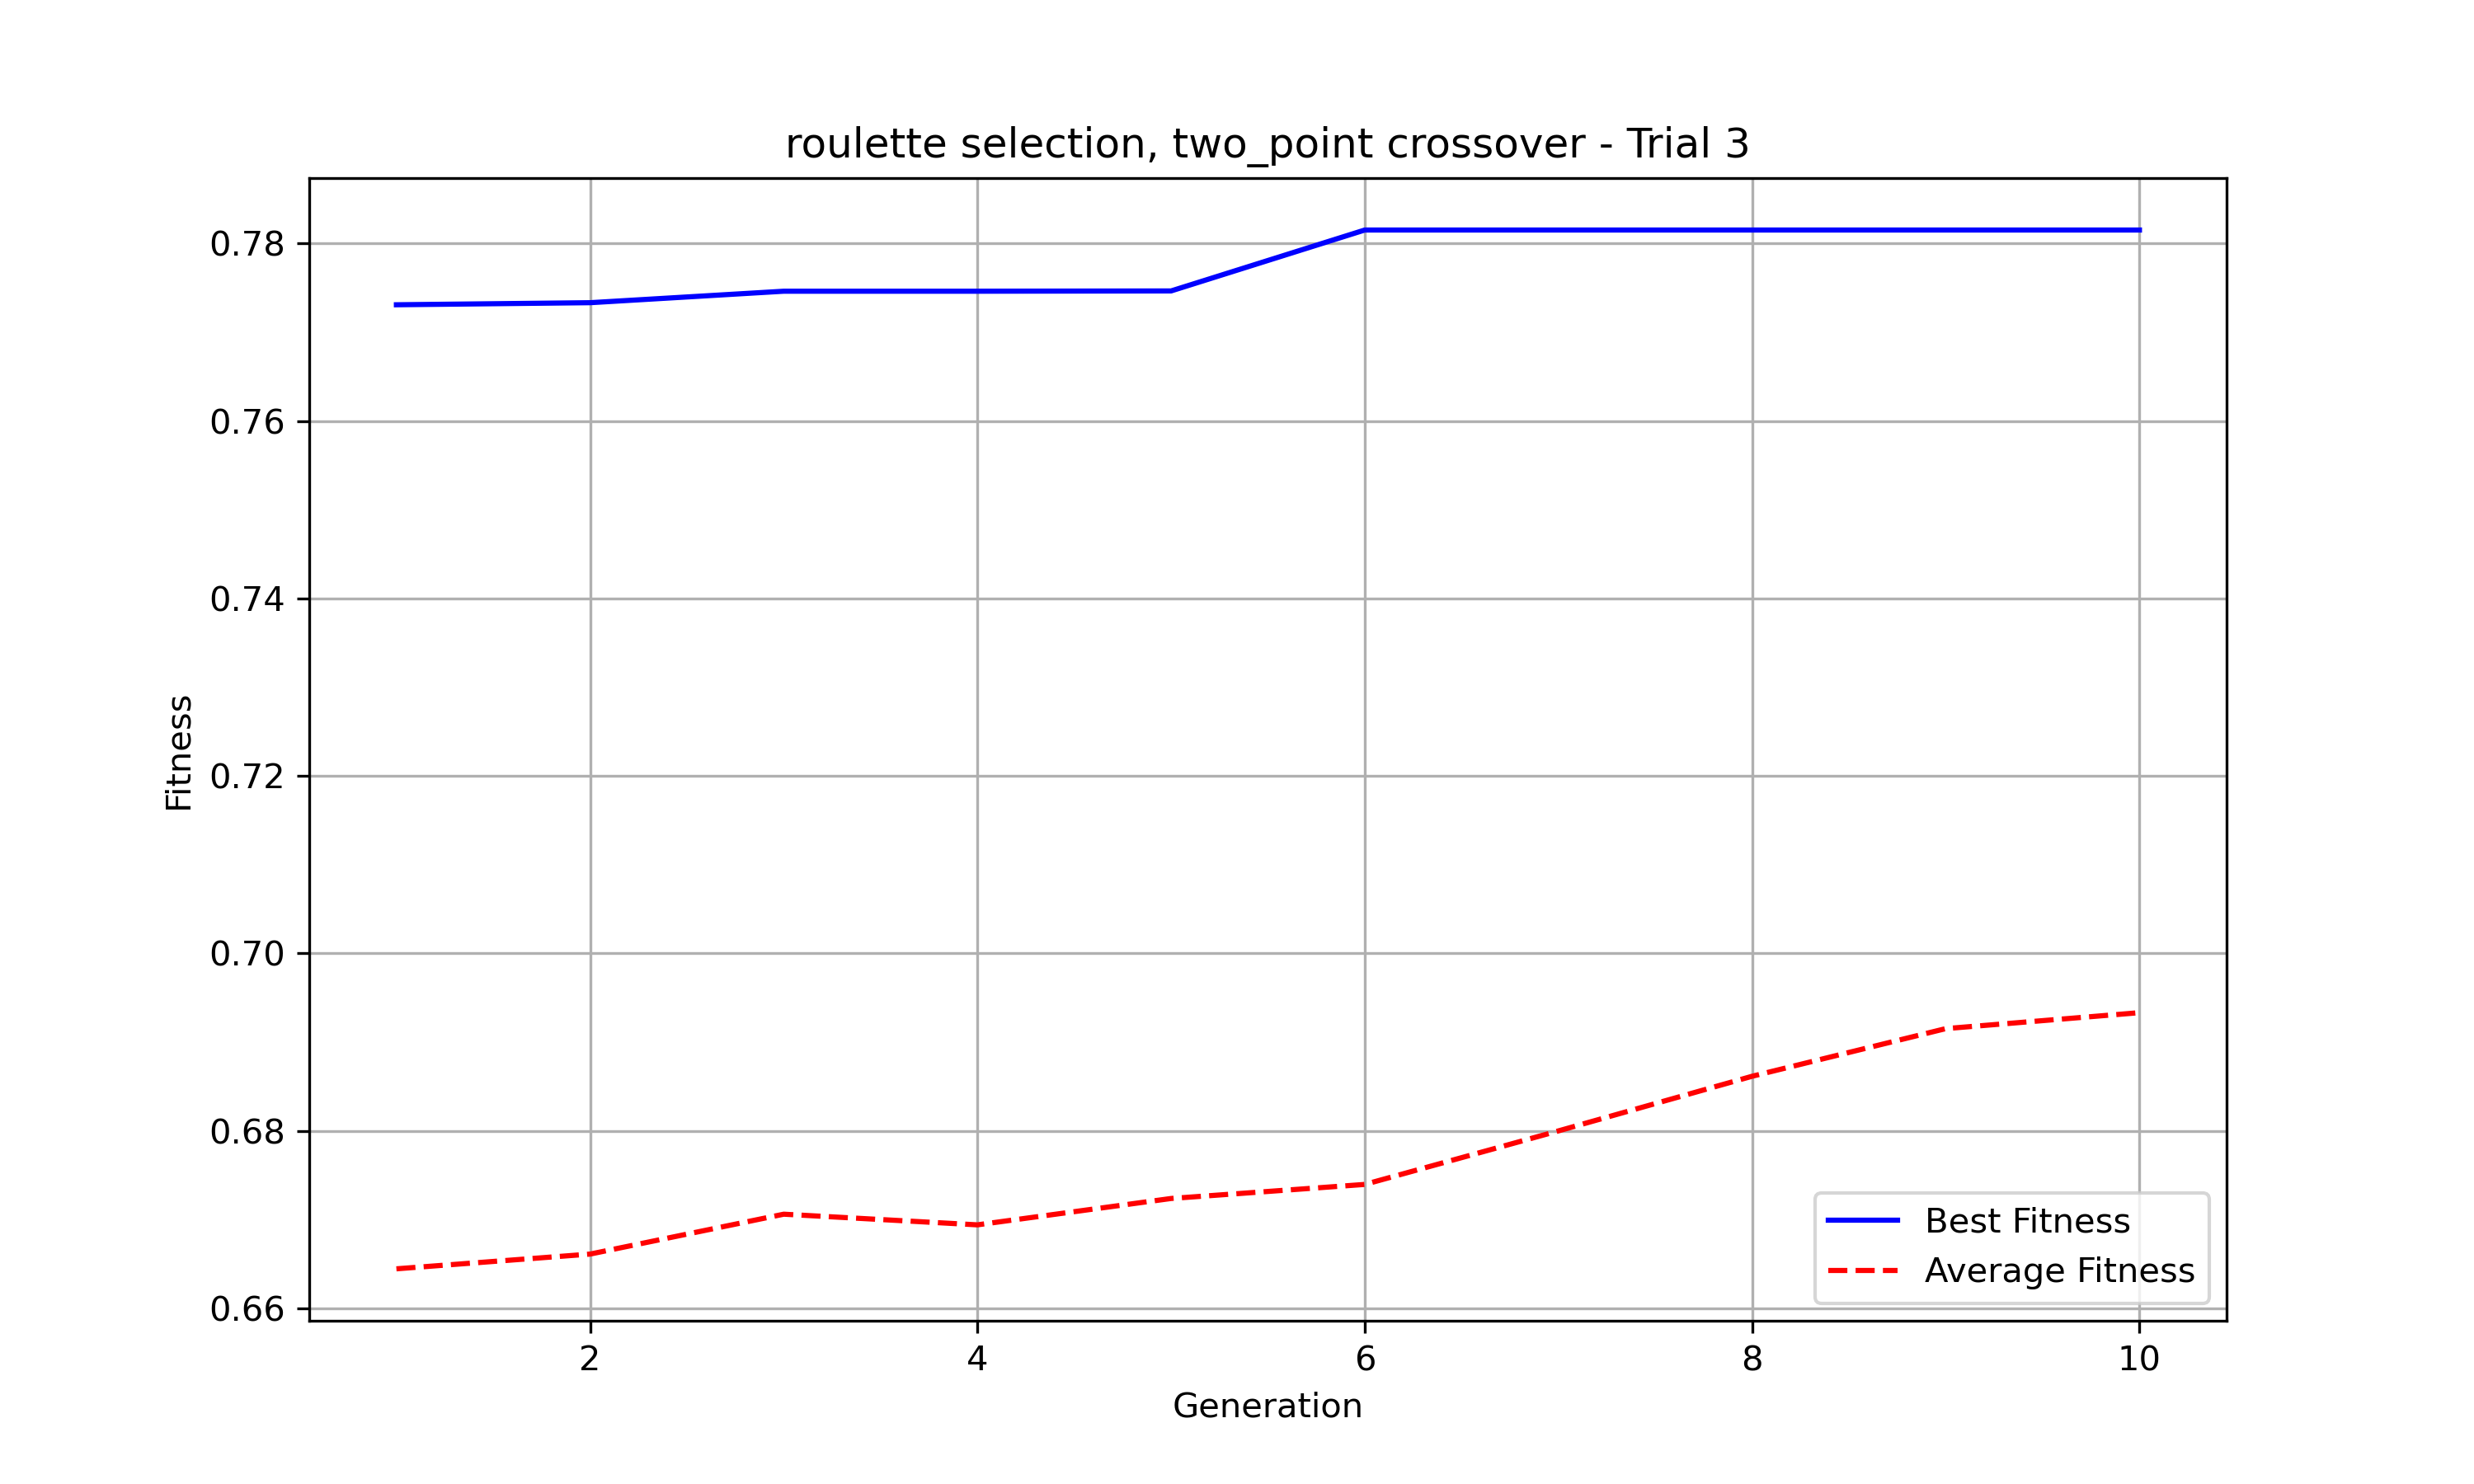 roulette selection, two_point crossover - Trial 3
0.78
0.76
0.74
0.72
0.70
0.68
0.66
Fitness
2 4 6 8 10
Generation
Best Fitness
Average Fitness